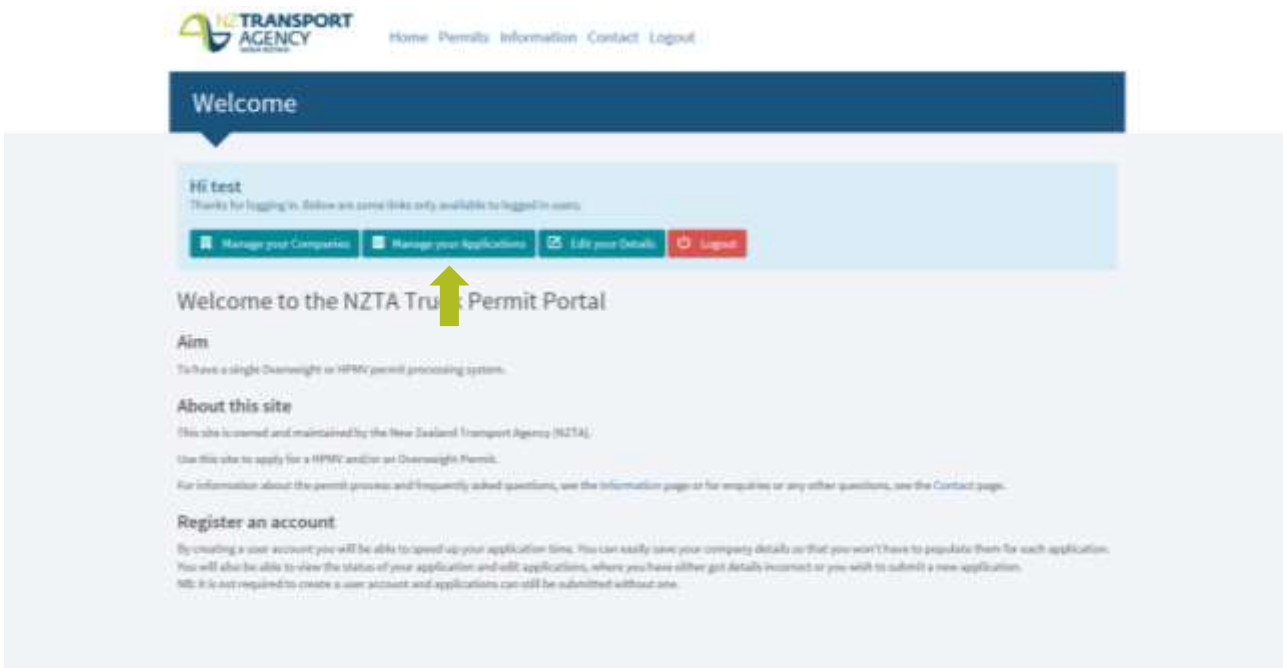 NZ TRANSPORT
AGENCY
Home Permits Information Contact Logout
Welcome
Hi test
Thanks for logging in. Below are some links only available to logged in users.
Manage your Companies Manage your Applications Edit your Details Logout
Welcome to the NZTA Tru Permit Portal
Aim
To have a single Overweight or HPMV permit processing system.
About this site
This site is owned and maintained by the New Zealand Transport Agency (NZTA).
Use this site to apply for a HPMV and/or an Overweight Permit.
For information about the permit process and frequently asked questions, see the Information page or for enquiries or any other questions, see the Contact page.
Register an account
By creating a user account you will be able to speed up your application time. You can easily save your company details so that you won't have to populate them for each application.
You will also be able to view the status of your application and edit applications, where you have either got details incorrect or you wish to submit a new application.
NB: It is not required to create a user account and applications can still be submitted without one.